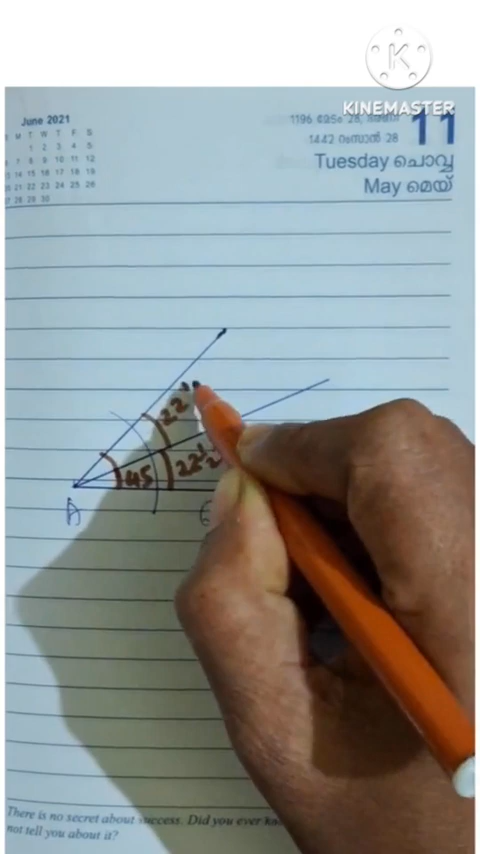 K
KINEMASTER
June 2021
M T W T F S
1 2 3 4 5
7 8 9 10 11 12
14 15 16 17 18 19
21 22 23 24 25 26
28 29 30
1196 മേടം 28,
1442 റംസാൻ 28
11
Tuesday ചൊവ്വ
May മെയ്
22
45 22½
A
There is no secret about success. Did you ever
not tell you about it?